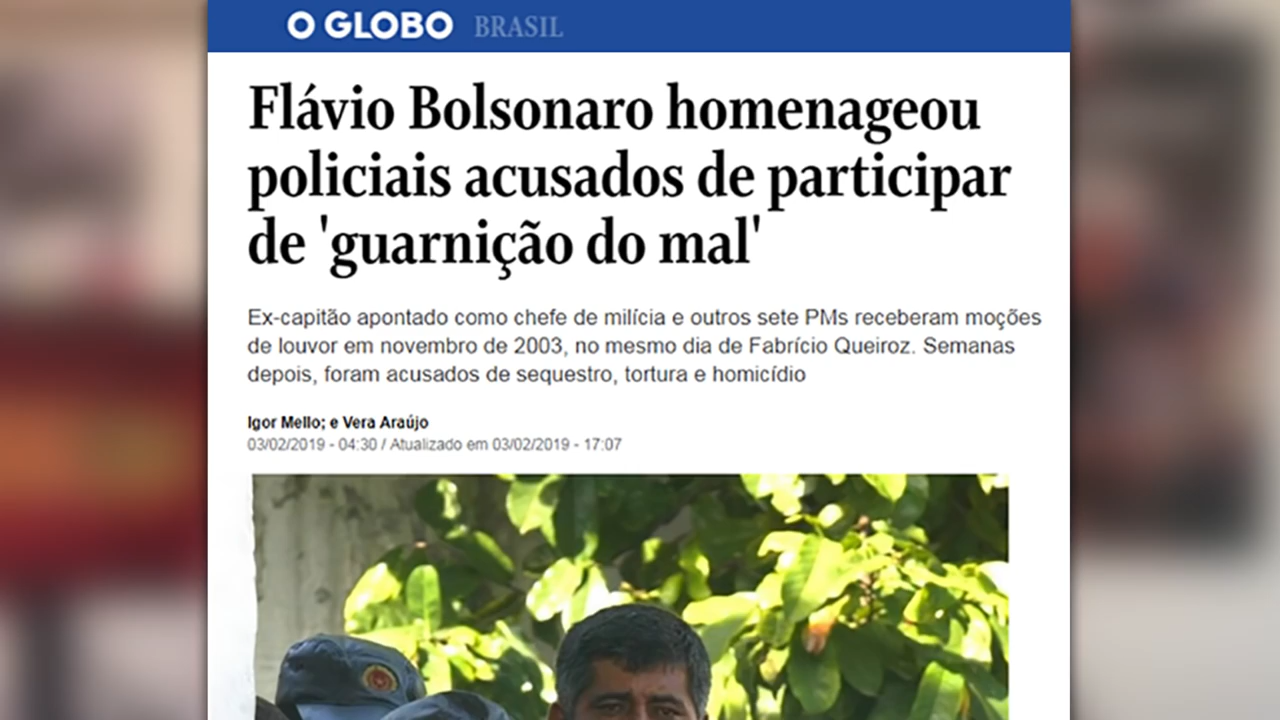 O GLOBO BRASIL
Flávio Bolsonaro homenageou
policiais acusados de participar
de 'guarnição do mal'
Ex-capitão apontado como chefe de milícia e outros sete PMs receberam moções
de louvor em novembro de 2003, no mesmo dia de Fabrício Queiroz. Semanas
depois, foram acusados de sequestro, tortura e homicídio
Igor Mello; e Vera Araújo
03/02/2019 - 04:30 / Atualizado em 03/02/2019 - 17:07